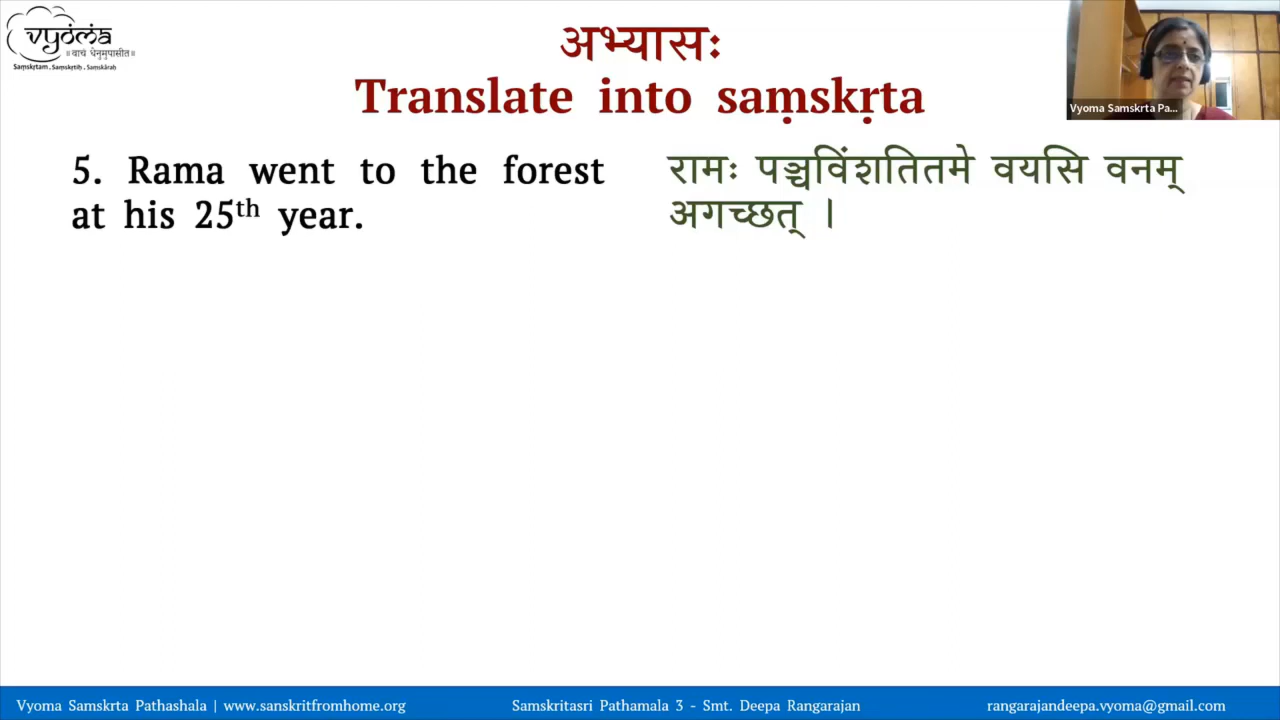 vyoma
॥ वाचं धेनुमुपासीत ॥
Saṃskṛtam . Saṃskṛtiḥ . Saṃskāraḥ
अभ्यासः
Translate into saṃskṛta
Vyoma Samskrta Pa...
5. Rama went to the forest
at his 25th year.
रामः पञ्चविंशतितमे वयसि वनम्
अगच्छत् ।
Vyoma Samskrta Pathashala | www.sanskritfromhome.org
Samskritasri Pathamala 3 - Smt. Deepa Rangarajan
rangarajandeepa.vyoma@gmail.com